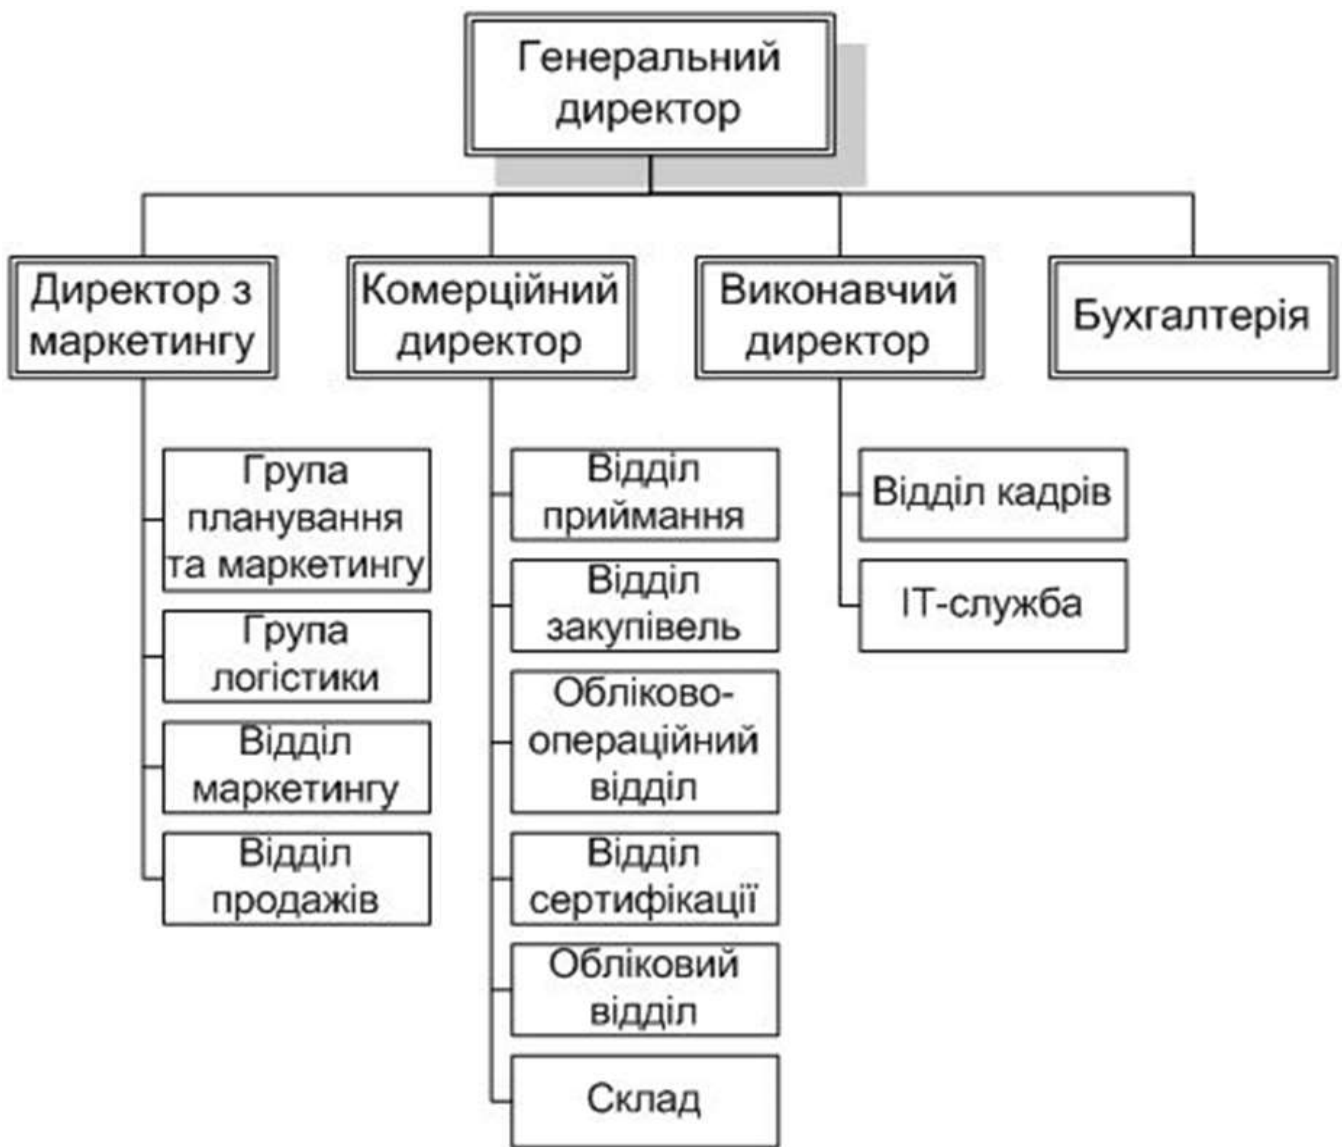 Генеральний
директор
Директор з
маркетингу
Комерційний
директор
Виконавчий
директор
Бухгалтерія
Група
планування
та маркетингу
Група
логістики
Відділ
маркетингу
Відділ
продажів
Відділ
приймання
Відділ
закупівель
Обліково-
операційний
відділ
Відділ
сертифікації
Обліковий
відділ
Склад
Відділ кадрів
ІТ-служба